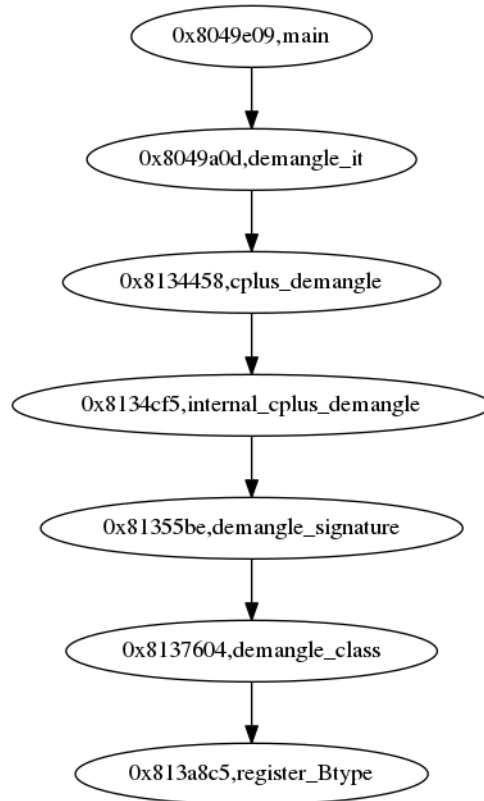 0x8049e09,main
0x8049a0d,demangle_it
0x8134458,cplus_demangle
0x8134cf5,internal_cplus_demangle
0x81355be,demangle_signature
0x8137604,demangle_class
0x813a8c5,register_Btype